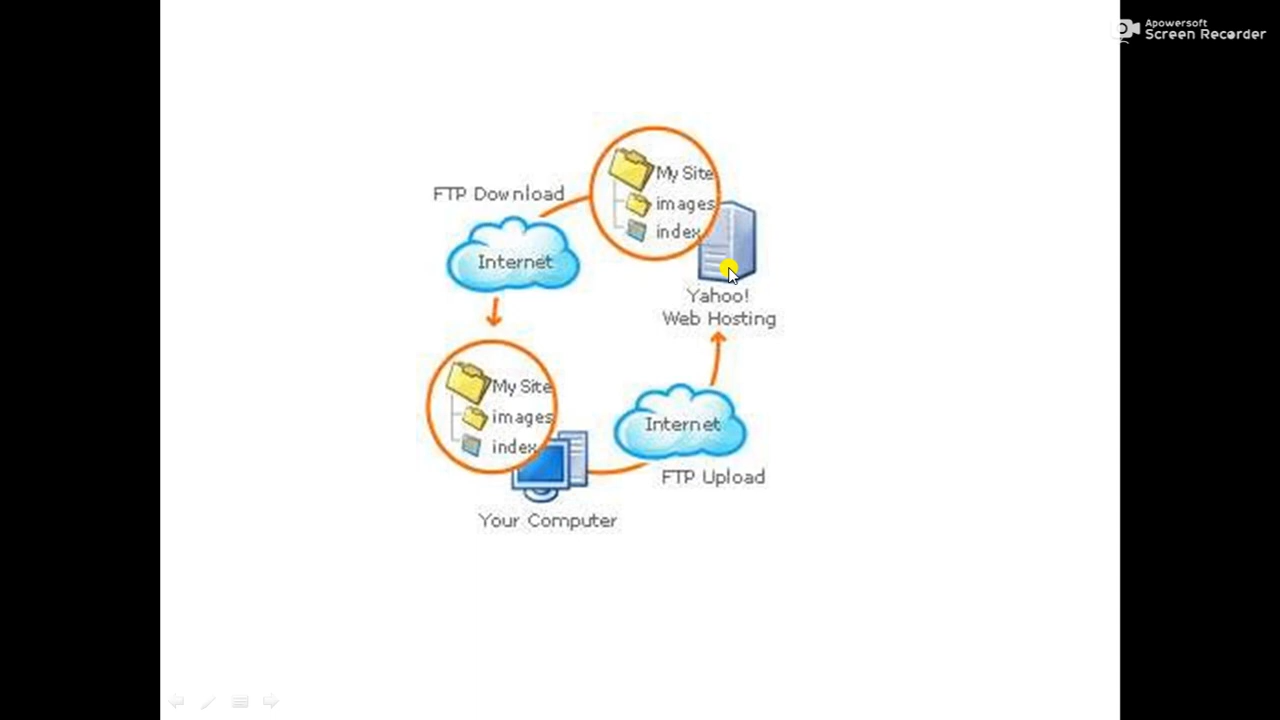 Apowersoft
Screen Recorder
My Site
FTP Download
images
index
Internet
Yahoo!
Web Hosting
My Site
images
Internet
index
FTP Upload
Your Computer